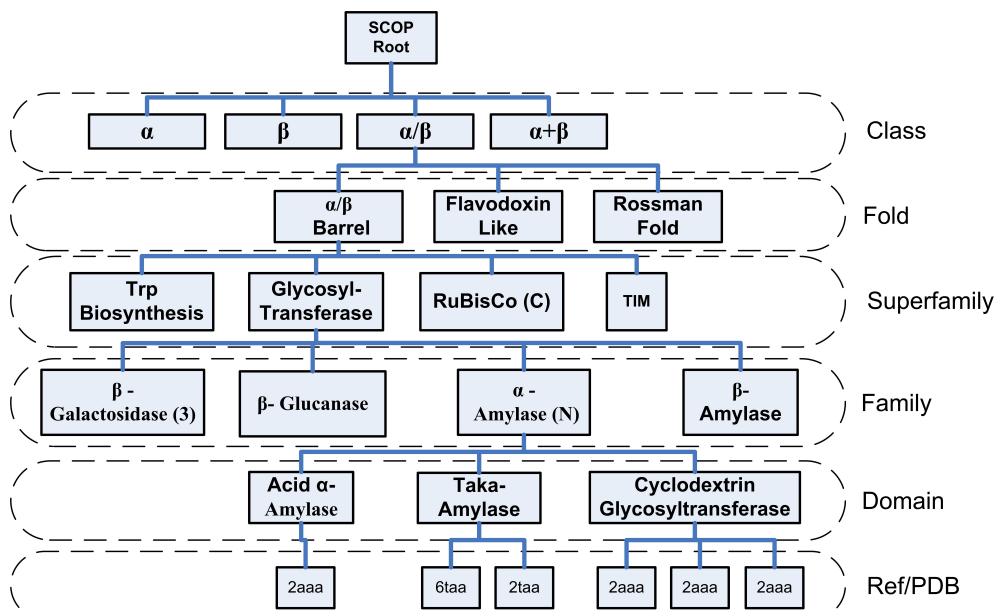 SCOP
Root
α
β
α/β
α+β
Class
α/β
Barrel
Flavodoxin
Like
Rossman
Fold
Fold
Trp
Biosynthesis
Glycosyl-
Transferase
RuBisCo (C)
TIM
Superfamily
β -
Galactosidase (3)
β- Glucanase
α -
Amylase (N)
β-
Amylase
Family
Acid α-
Amylase
Taka-
Amylase
Cyclodextrin
Glycosyltransferase
Domain
2aaa
6taa
2taa
2aaa
2aaa
2aaa
Ref/PDB